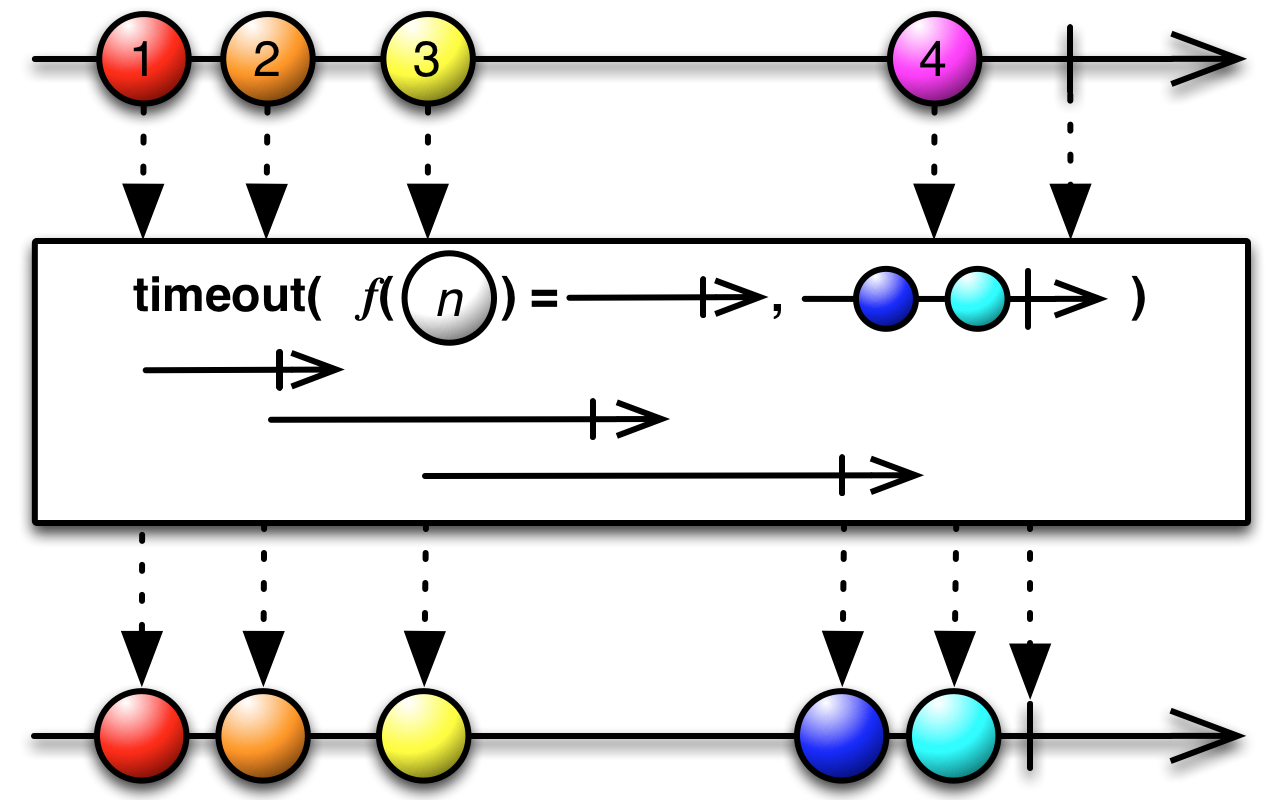 1 2 3 4
timeout( f(n) = , )